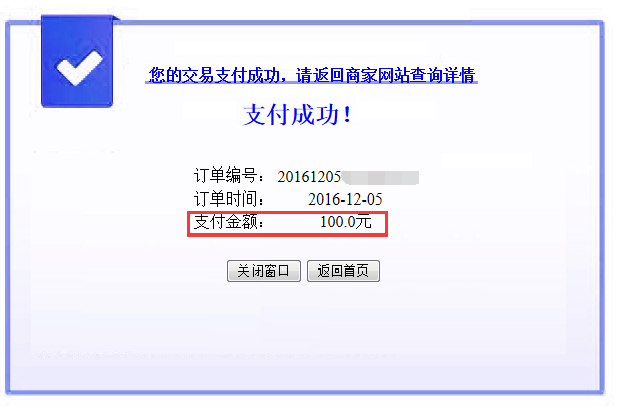 您的交易支付成功，请返回商家网站查询详情
支付成功！
订单编号： 20161205
订单时间： 2016-12-05
支付金额： 100.0元
关闭窗口 返回首页